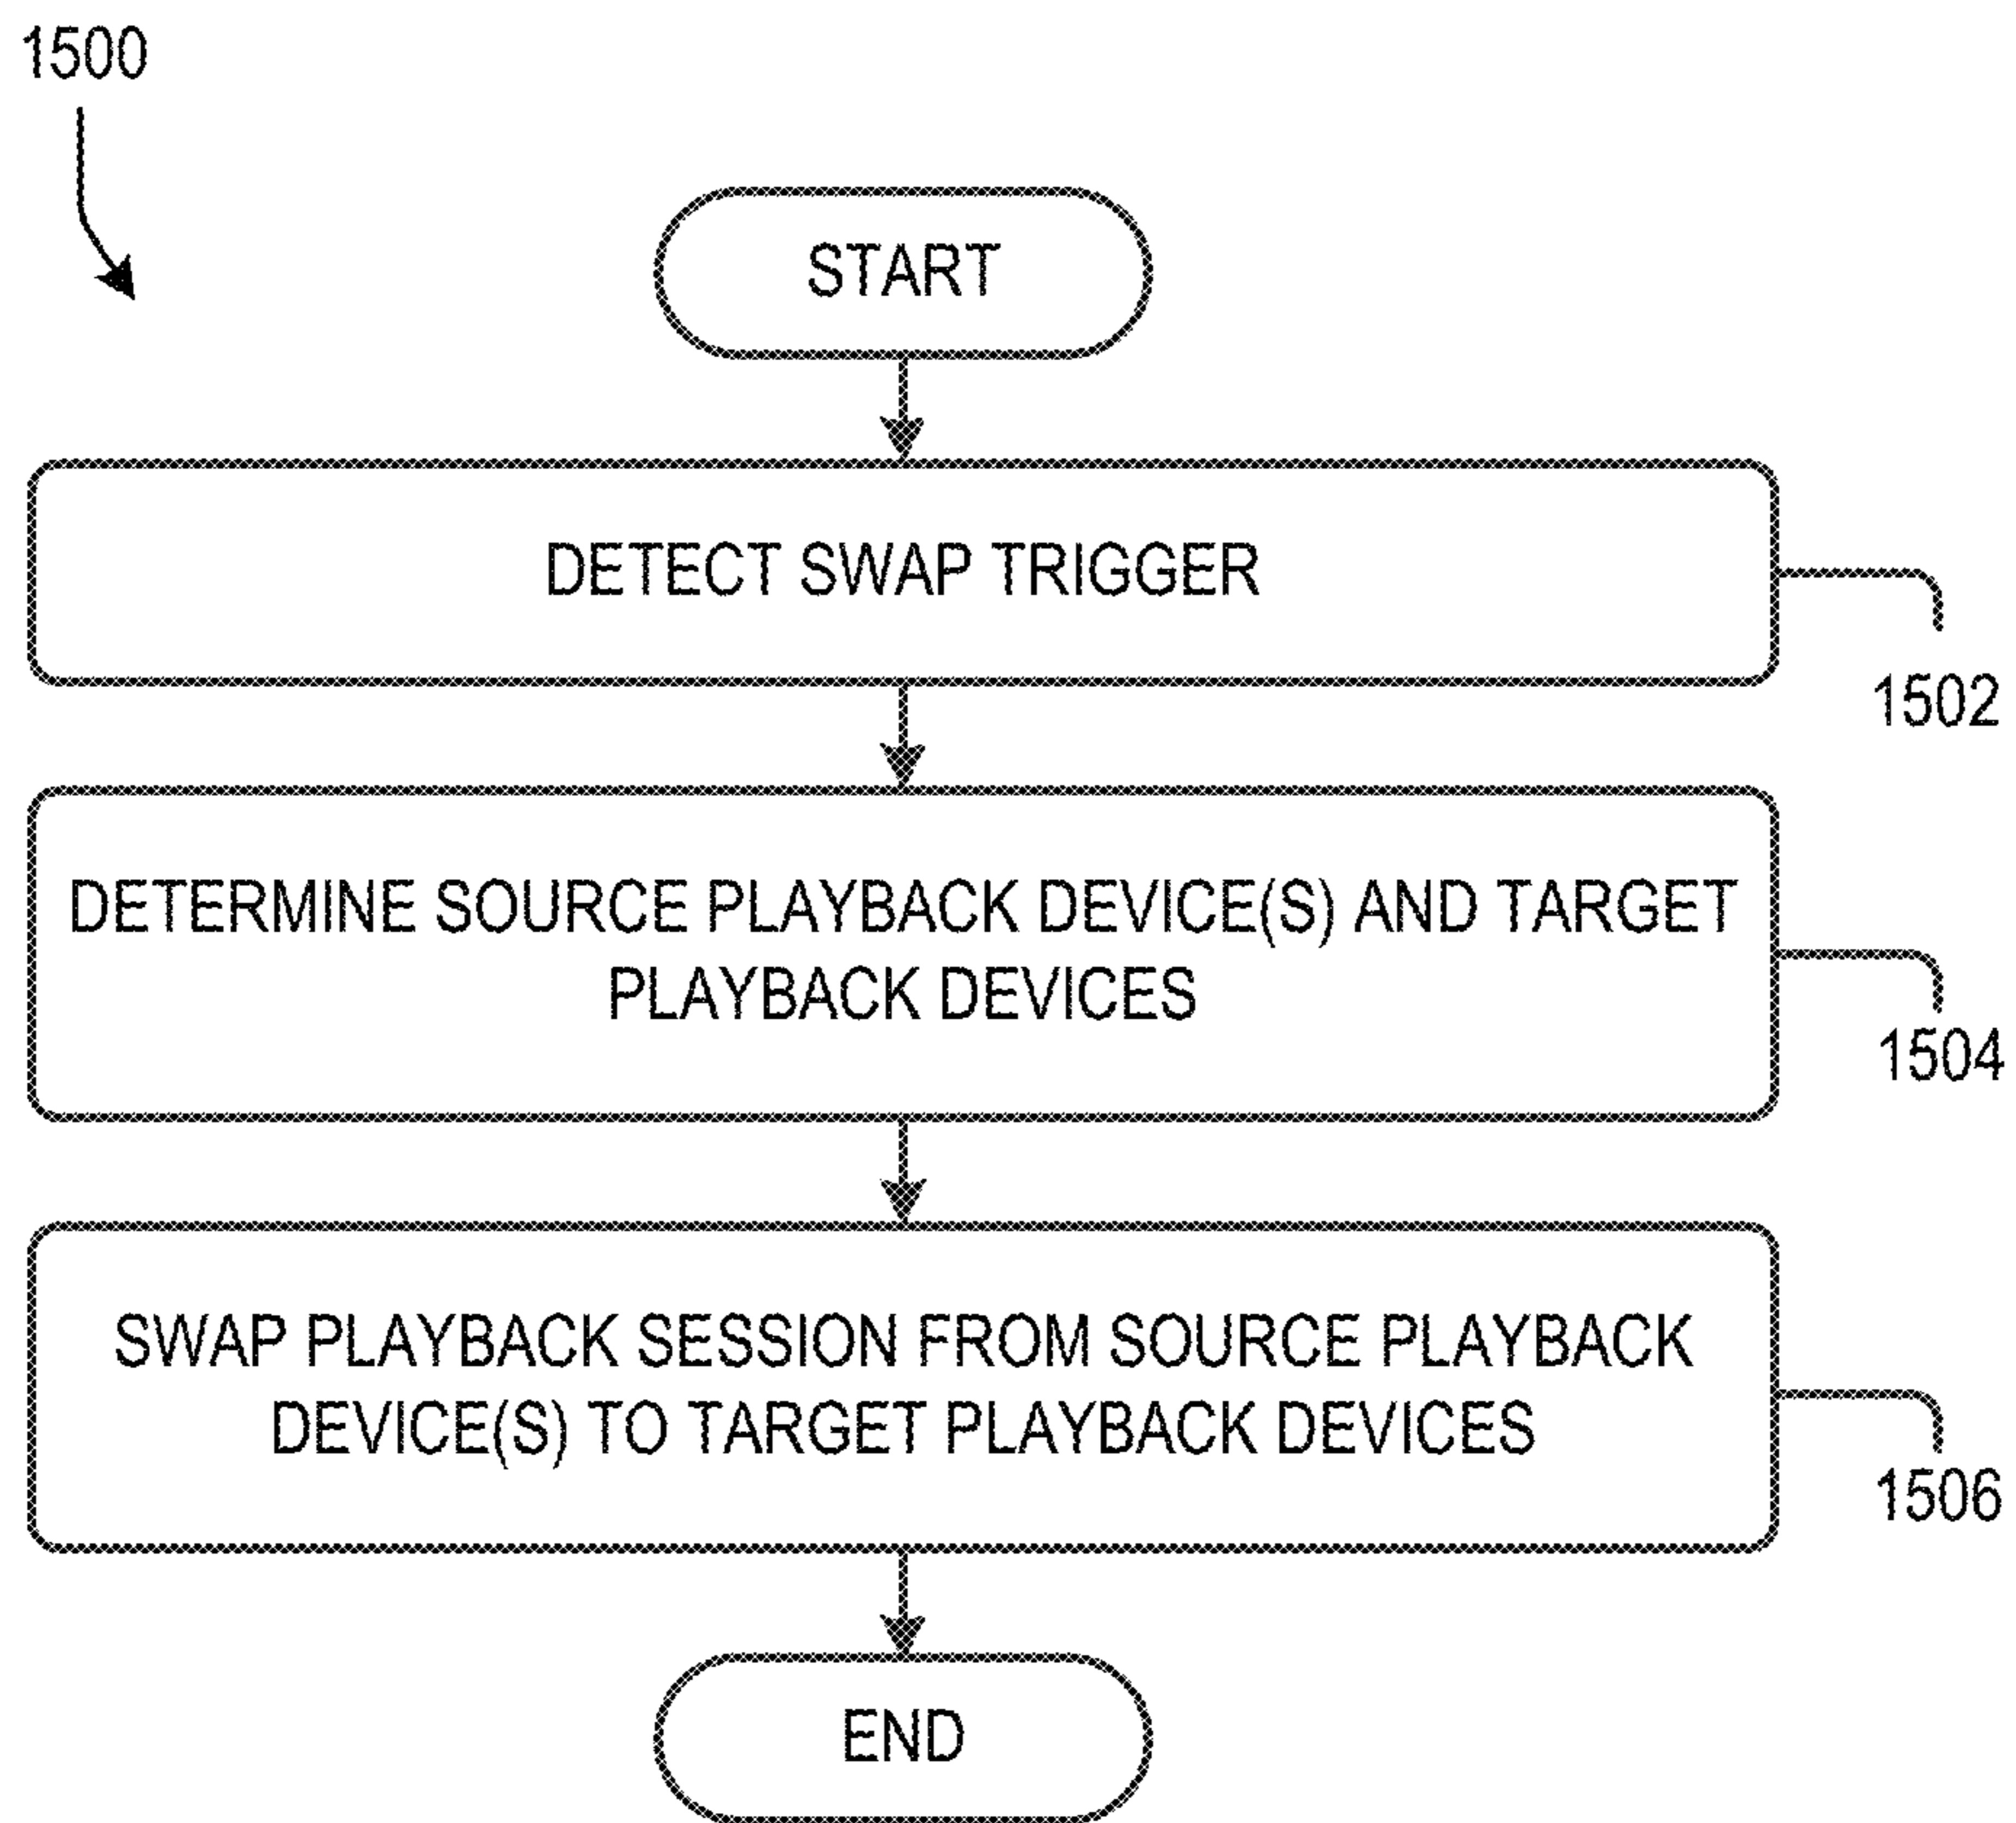 1500
START
DETECT SWAP TRIGGER
1502
DETERMINE SOURCE PLAYBACK DEVICE(S) AND TARGET
PLAYBACK DEVICES
1504
SWAP PLAYBACK SESSION FROM SOURCE PLAYBACK
DEVICE(S) TO TARGET PLAYBACK DEVICES
1506
END